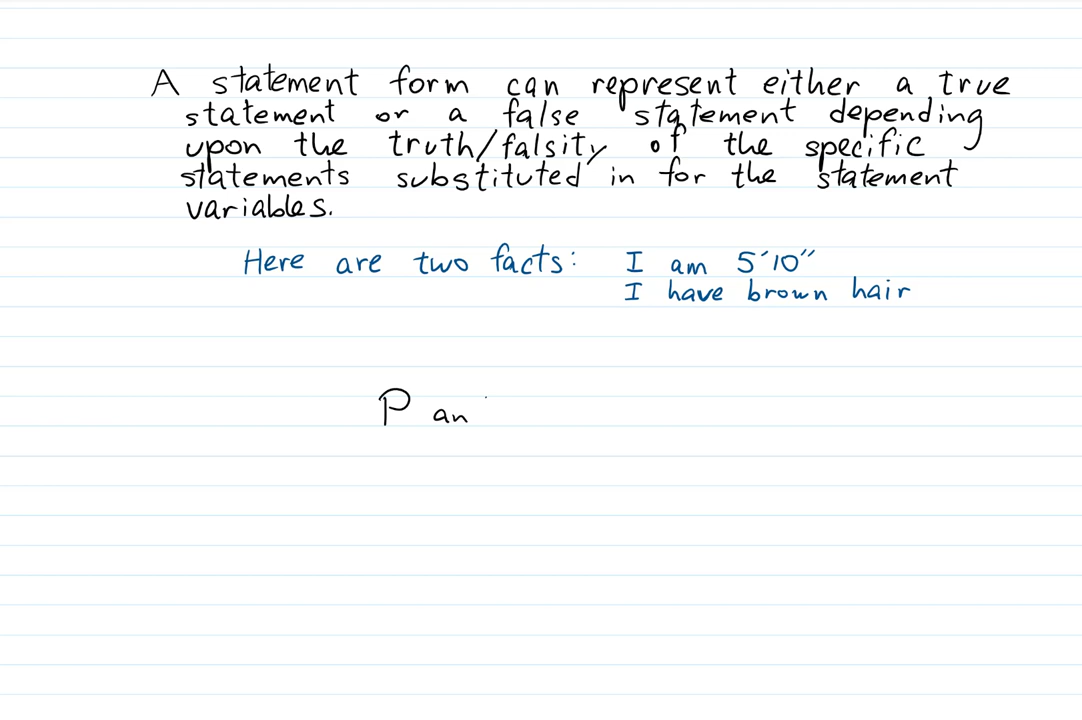 A statement form can represent either a true
statement or a false statement depending
upon the truth/falsity of the specific
statements substituted in for the statement
variables.
Here are two facts: I am 5'10"
I have brown hair
P an